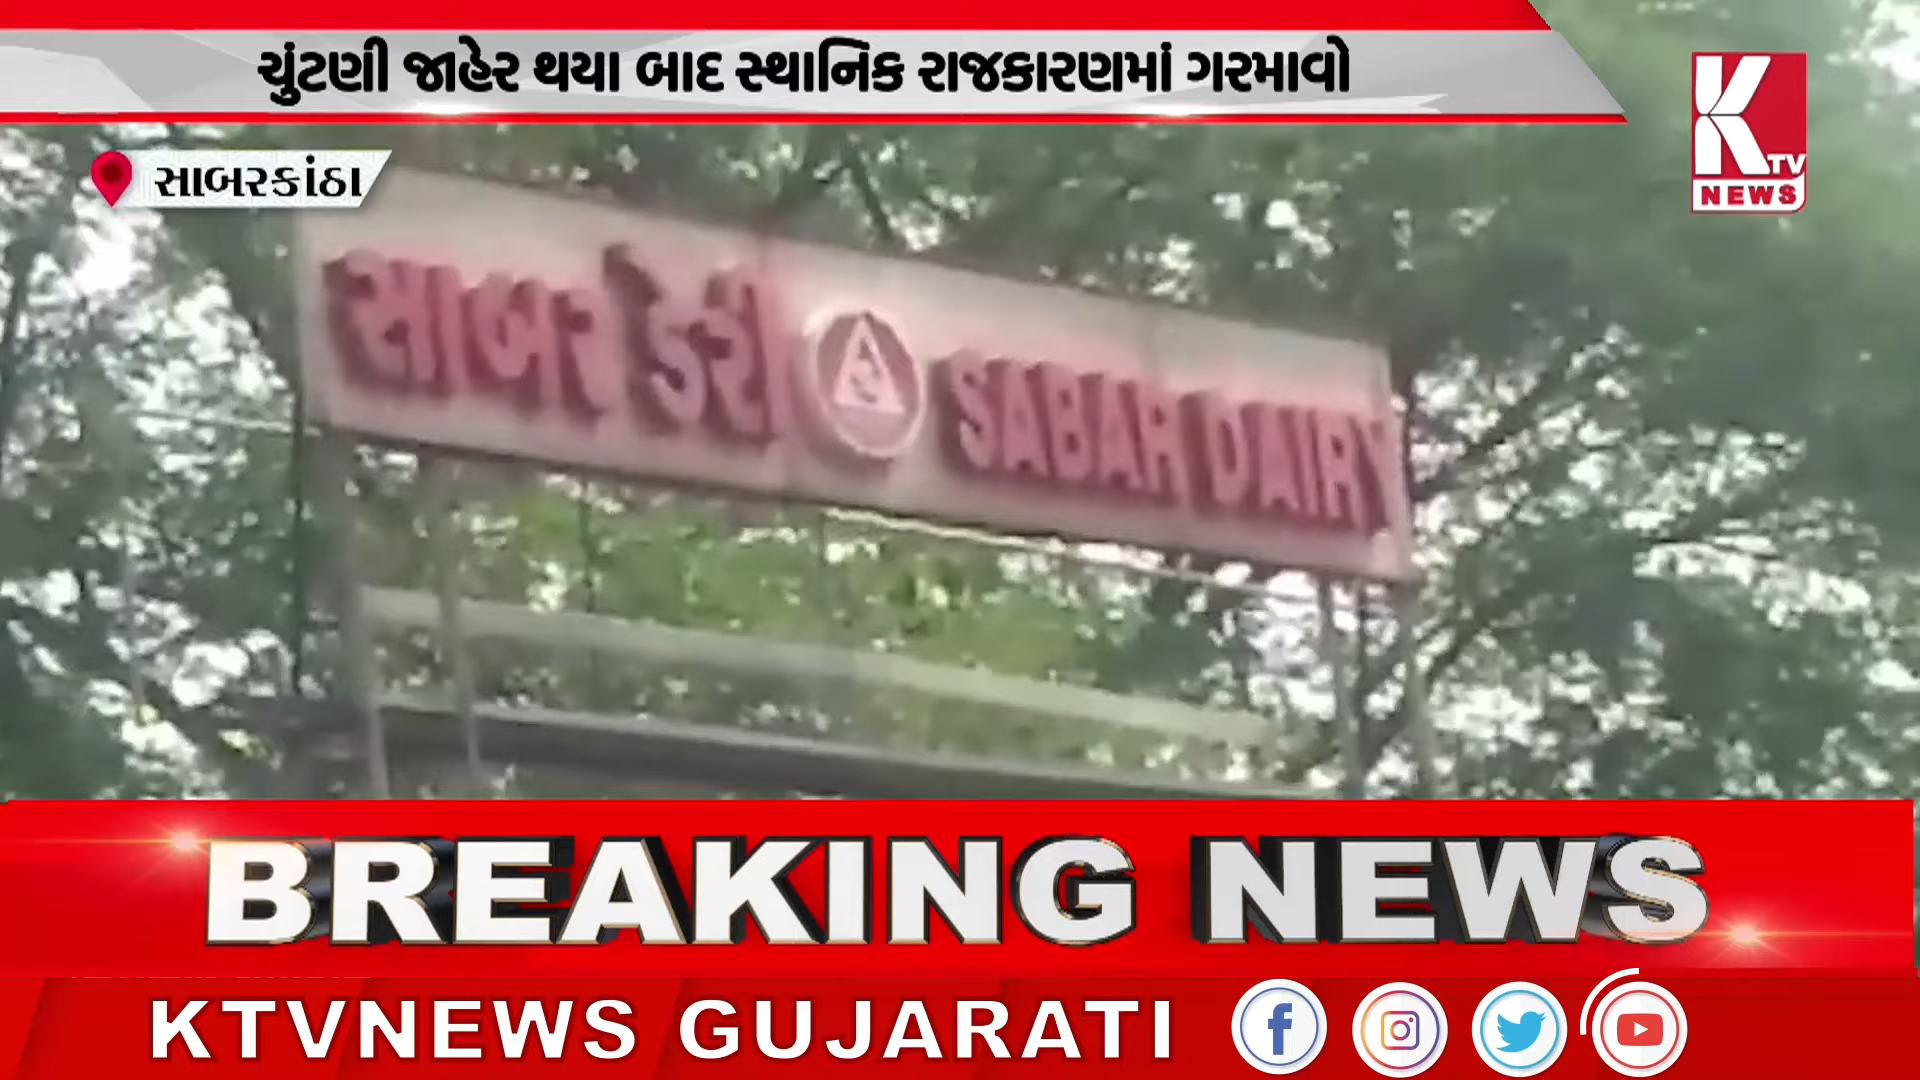 ચુંટણી જાહેર થયા બાદ સ્થાનિક રાજકારણમાં ગરમાવો
K TV
NEWS
સાબરકાંઠા
સાબર ડેરી SABAR DAIRY
BREAKING NEWS
KTVNEWS GUJARATI